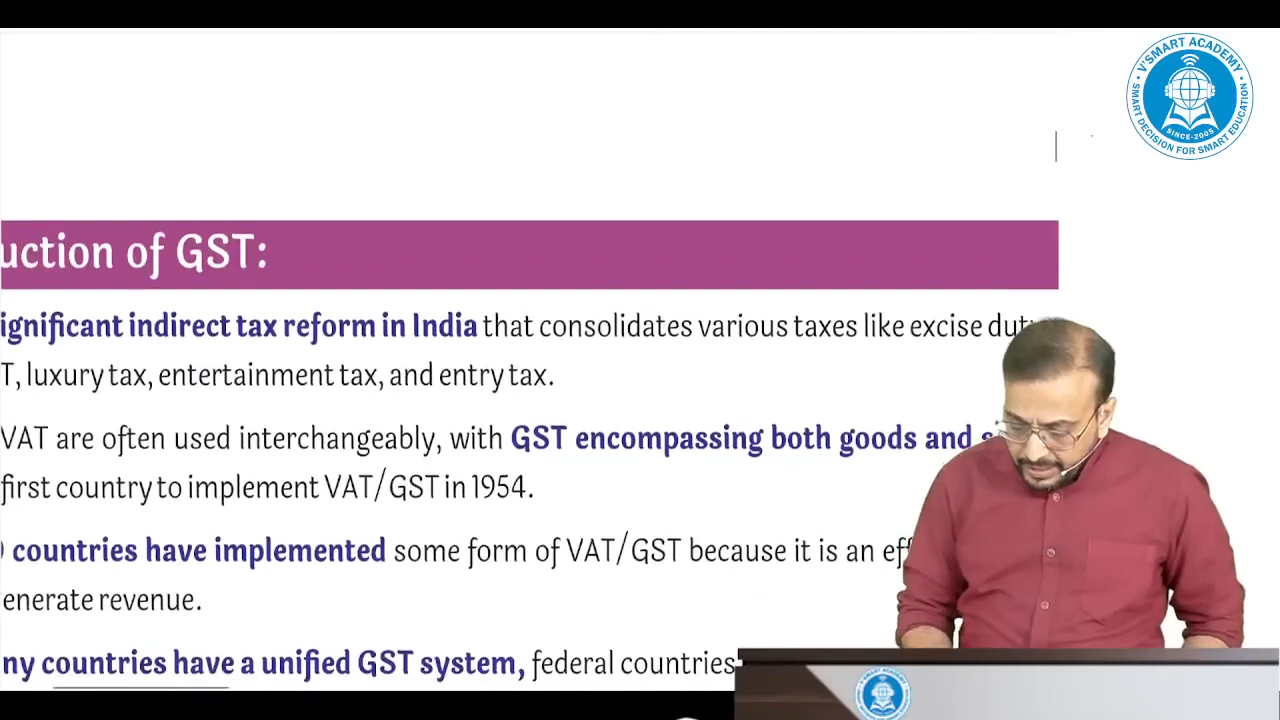 V'SMART ACADEMY
SMART DECISION FOR SMART EDUCATION
SINCE-2005
uction of GST:
ignificant indirect tax reform in India that consolidates various taxes like excise duty
T, luxury tax, entertainment tax, and entry tax.
VAT are often used interchangeably, with GST encompassing both goods and s
first country to implement VAT/GST in 1954.
countries have implemented some form of VAT/GST because it is an eff
enerate revenue.
ny countries have a unified GST system, federal countries